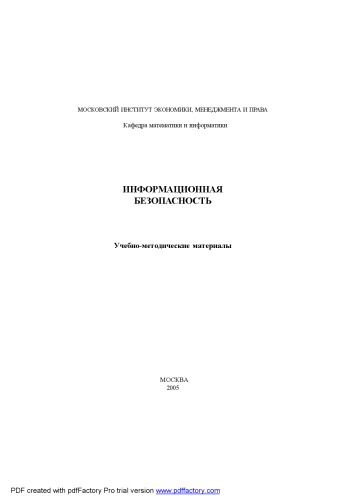 МОСКОВСКИЙ ИНСТИТУТ ЭКОНОМИКИ, МЕНЕДЖМЕНТА И ПРАВА
Кафедра математики и информатики
ИНФОРМАЦИОННАЯ
БЕЗОПАСНОСТЬ
Учебно-методические материалы
МОСКВА
2005
PDF created with pdfFactory Pro trial version www.pdffactory.com